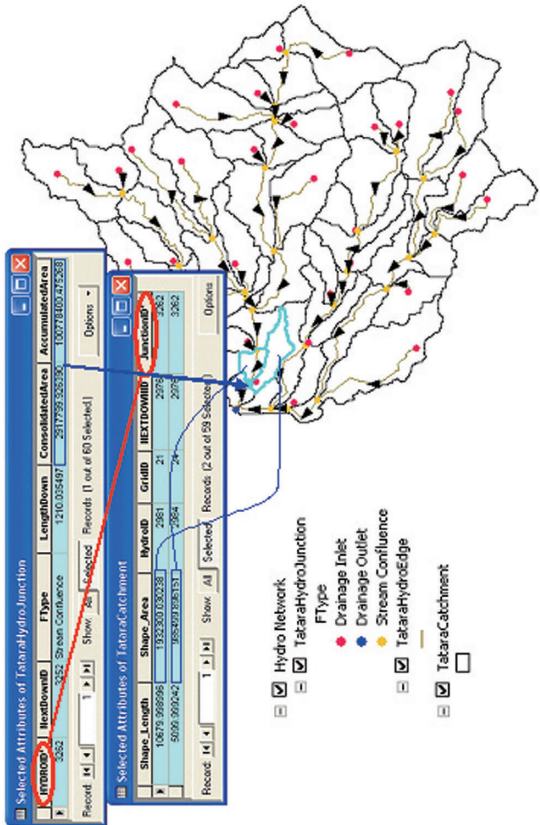 Selected Attributes of TataraHydroJunction
HYDROID* NextDownID FType LengthDown ConsolidatedArea AccumulatedArea
3262 3252 Stream Confluence 1210.035497 2917799.926390 100778400.475268
Record: 1 Show: All Selected Records (1 out of 60 Selected.) Options
Selected Attributes of TataraCatchment
Shape_Length Shape_Area HydroID GridID NEXTDOWNID JunctionID
10679.998996 1932300.030238 2981 21 2976 3262
5099.999242 2984 24 2976 3262
Record: 1 Show: All Selected Records (2 out of 59 Selected.) Options
Hydro Network
TataraHydroJunction
FType
Drainage Inlet
Drainage Outlet
Stream Confluence
TataraHydroEdge
TataraCatchment